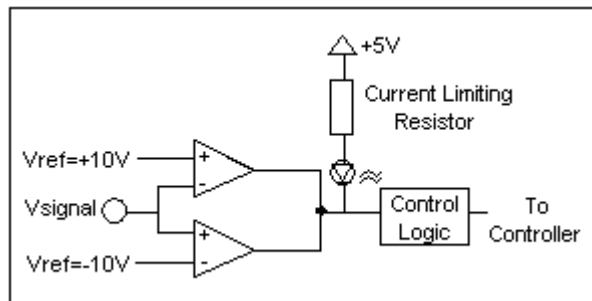 +5V
Current Limiting
Resistor
Vref=+10V
+
-
Vsignal
+
-
Vref=-10V
Control
Logic
To
Controller